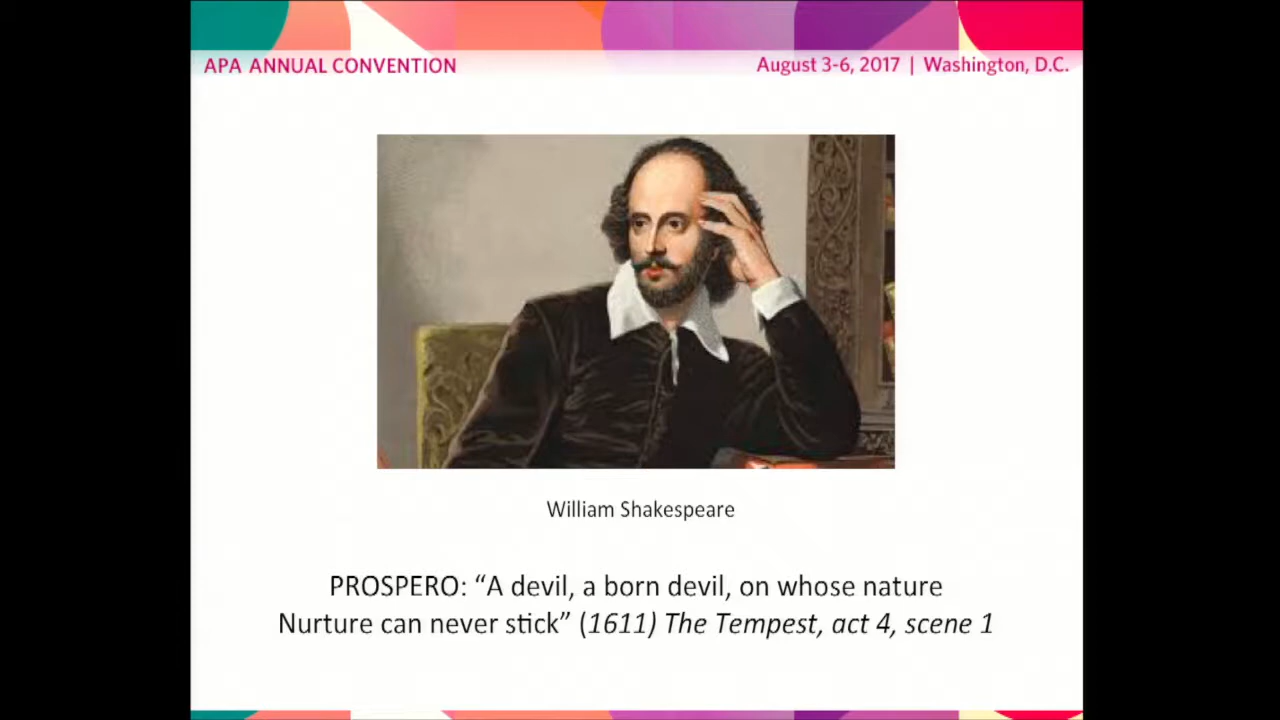 APA ANNUAL CONVENTION
August 3-6, 2017 | Washington, D.C.
William Shakespeare
PROSPERO: “A devil, a born devil, on whose nature
Nurture can never stick” (1611) The Tempest, act 4, scene 1